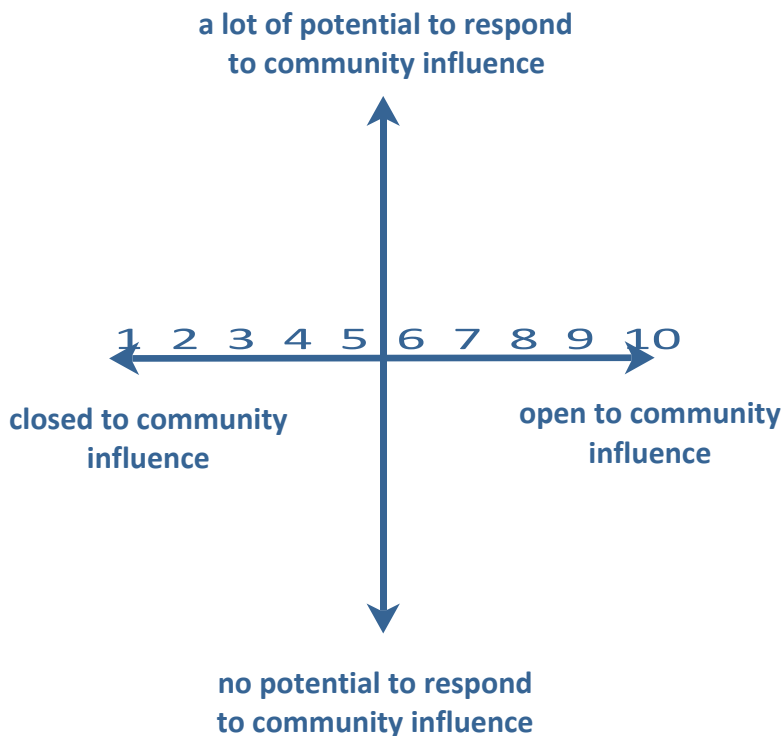 a lot of potential to respond
to community influence
1 2 3 4 5 6 7 8 9 10
closed to community
influence
open to community
influence
no potential to respond
to community influence